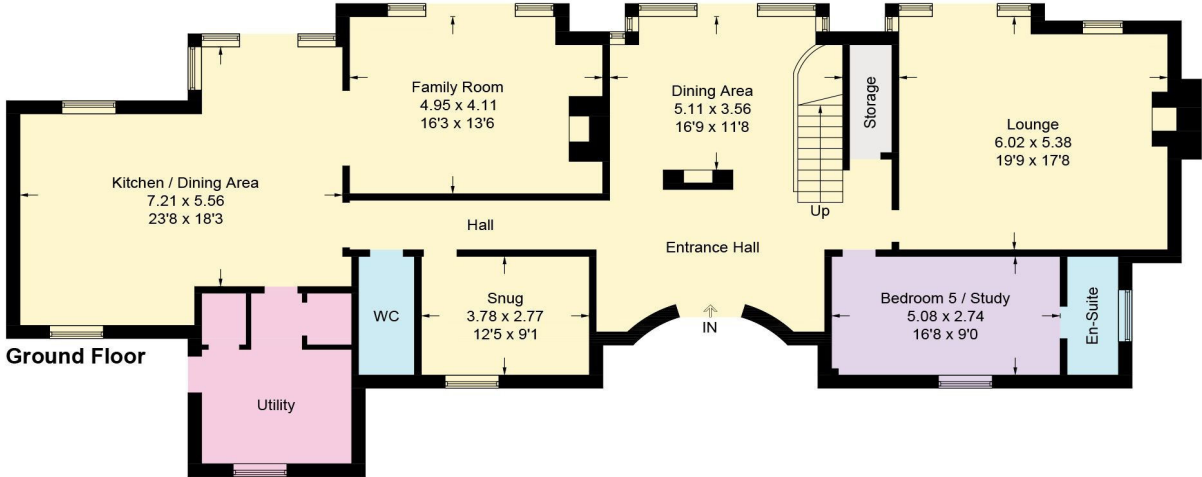 Family Room
4.95 x 4.11
16'3 x 13'6
Dining Area
5.11 x 3.56
16'9 x 11'8
Storage
Lounge
6.02 x 5.38
19'9 x 17'8
Kitchen / Dining Area
7.21 x 5.56
23'8 x 18'3
Up
Hall
Entrance Hall
WC
Snug
3.78 x 2.77
12'5 x 9'1
IN
Bedroom 5 / Study
5.08 x 2.74
16'8 x 9'0
En-Suite
Ground Floor
Utility